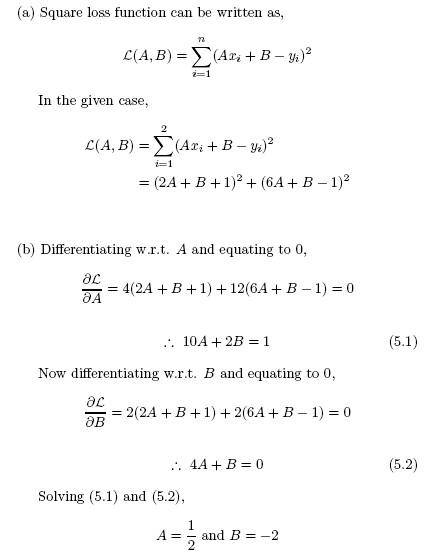 (a) Square loss function can be written as,
$\mathcal{L}(A, B) = \sum_{i=1}^{n} (Ax_i + B - y_i)^2$
In the given case,
$\mathcal{L}(A, B) = \sum_{i=1}^{2} (Ax_i + B - y_i)^2$
$= (2A + B + 1)^2 + (6A + B - 1)^2$
(b) Differentiating w.r.t. $A$ and equating to 0,
$\frac{\partial \mathcal{L}}{\partial A} = 4(2A + B + 1) + 12(6A + B - 1) = 0$
$\therefore\ 10A + 2B = 1$ (5.1)
Now differentiating w.r.t. $B$ and equating to 0,
$\frac{\partial \mathcal{L}}{\partial B} = 2(2A + B + 1) + 2(6A + B - 1) = 0$
$\therefore\ 4A + B = 0$ (5.2)
Solving (5.1) and (5.2),
$A = \frac{1}{2}$ and $B = -2$